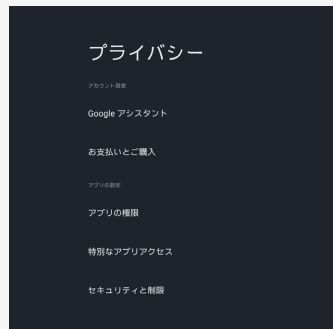 プライバシー
アカウント設定
Google アシスタント
お支払いとご購入
アプリの設定
アプリの権限
特別なアプリアクセス
セキュリティと制限